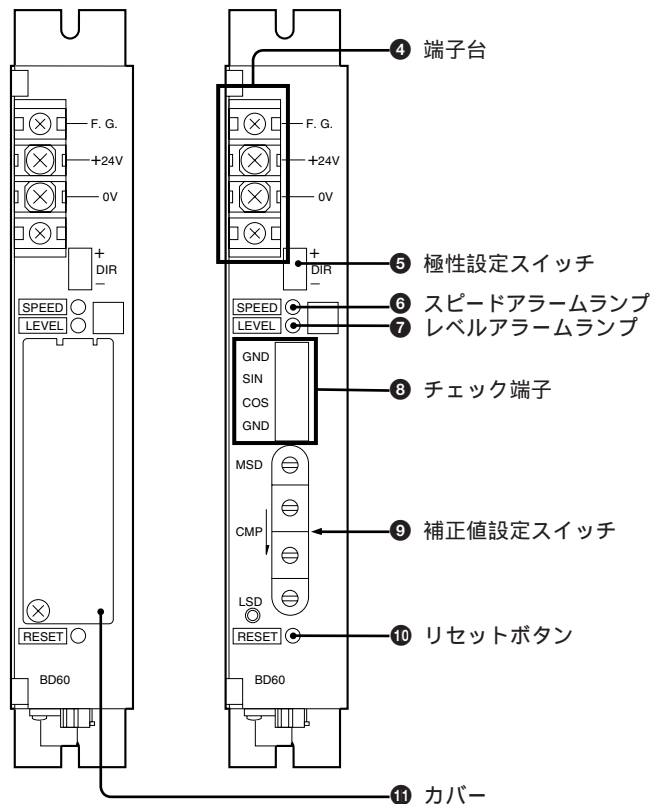 F. G.
+24V
0V
+
DIR
−
SPEED
LEVEL
RESET
BD60
F. G.
+24V
0V
+
DIR
−
SPEED
LEVEL
GND
SIN
COS
GND
MSD
CMP
LSD
RESET
BD60
❹ 端子台
❺ 極性設定スイッチ
❻ スピードアラームランプ
❼ レベルアラームランプ
❽ チェック端子
❾ 補正値設定スイッチ
❿ リセットボタン
⓫ カバー